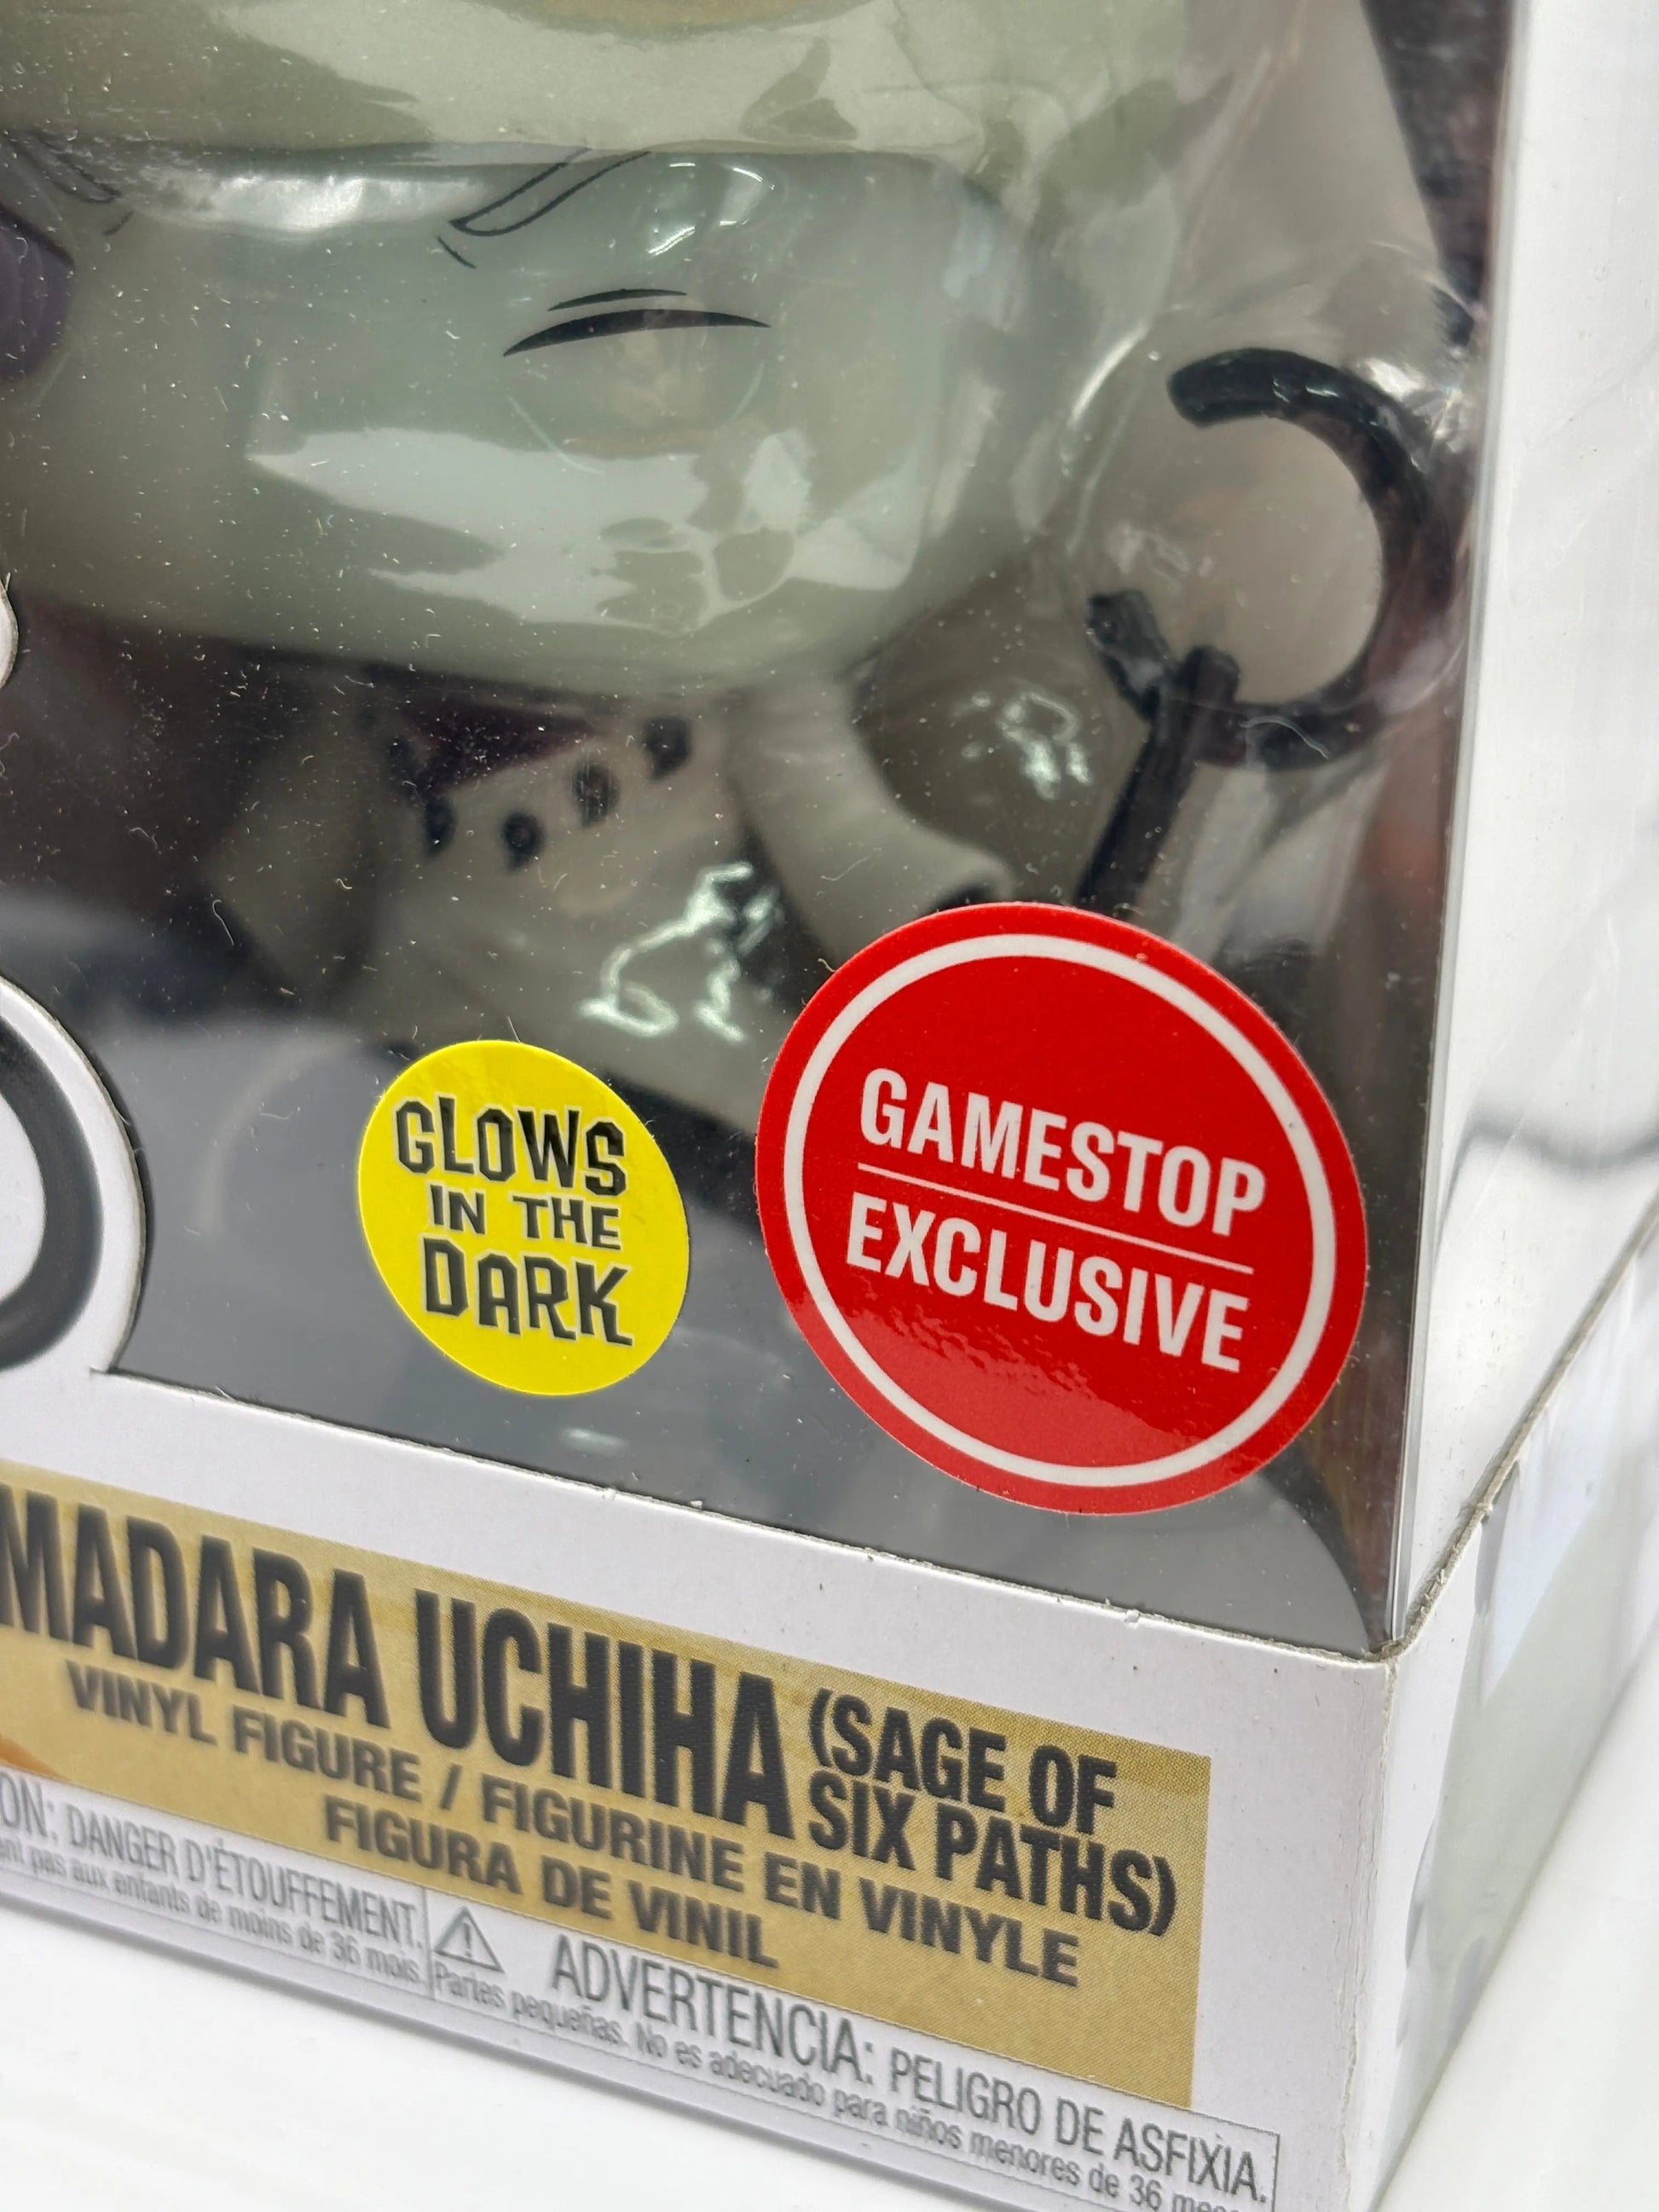 GLOWS
IN THE
DARK
GAMESTOP
EXCLUSIVE
MADARA UCHIHA (SAGE OF
SIX PATHS)
VINYL FIGURE / FIGURINE EN VINYLE
FIGURA DE VINIL
ON: DANGER D'ÉTOUFFEMENT.
pas aux enfants de moins de 36 mois.
ADVERTENCIA: PELIGRO DE ASFIXIA.
Partes pequeñas. No es adecuado para niños menores de 36